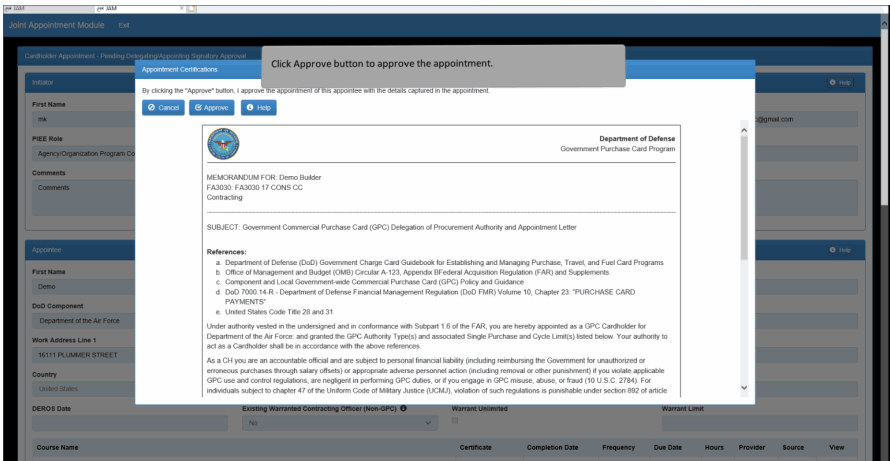 JAM
JAM
Joint Appointment Module Exit
Cardholder Appointment - Pending Delegating/Appointing Signatory Approval
Click Approve button to approve the appointment.
Appointment Certifications
Initiator
Help
By clicking the "Approve" button, I approve the appointment of this appointee with the details captured in the appointment.
Cancel Approve Help
First Name
mk
@gmail.com
PIEE Role
Agency/Organization Program Co
Comments
Comments
Department of Defense
Government Purchase Card Program
MEMORANDUM FOR: Demo Builder
FA3030: FA3030 17 CONS CC
Contracting
SUBJECT: Government Commercial Purchase Card (GPC) Delegation of Procurement Authority and Appointment Letter
References:
a. Department of Defense (DoD) Government Charge Card Guidebook for Establishing and Managing Purchase, Travel, and Fuel Card Programs
b. Office of Management and Budget (OMB) Circular A-123, Appendix BFederal Acquisition Regulation (FAR) and Supplements
c. Component and Local Government-wide Commercial Purchase Card (GPC) Policy and Guidance
d. DoD 7000.14-R - Department of Defense Financial Management Regulation (DoD FMR) Volume 10, Chapter 23: "PURCHASE CARD
PAYMENTS"
e. United States Code Title 28 and 31
Under authority vested in the undersigned and in conformance with Subpart 1.6 of the FAR, you are hereby appointed as a GPC Cardholder for
Department of the Air Force: and granted the GPC Authority Type(s) and associated Single Purchase and Cycle Limit(s) listed below. Your authority to
act as a Cardholder shall be in accordance with the above references.
As a CH you are an accountable official and are subject to personal financial liability (including reimbursing the Government for unauthorized or
erroneous purchases through salary offsets) or appropriate adverse personnel action (including removal or other punishment) if you violate applicable
GPC use and control regulations, are negligent in performing GPC duties, or if you engage in GPC misuse, abuse, or fraud (10 U.S.C. 2784). For
individuals subject to chapter 47 of the Uniform Code of Military Justice (UCMJ), violation of such regulations is punishable under section 892 of article
Appointee
Help
First Name
Demo
DoD Component
Department of the Air Force
Work Address Line 1
16111 PLUMMER STREET
Country
United States
DEROS Date Existing Warranted Contracting Officer (Non-GPC) Warrant Unlimited Warrant Limit
No
Course Name Certificate Completion Date Frequency Due Date Hours Provider Source View